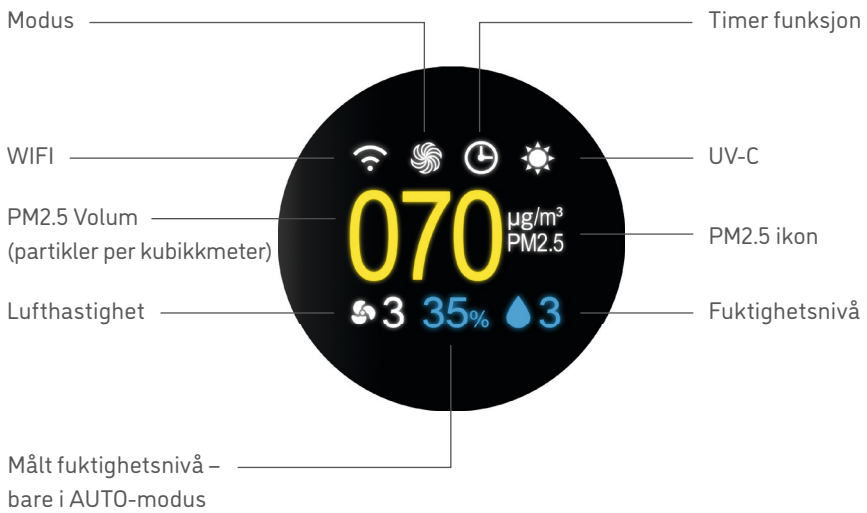 Modus
Timer funksjon
WIFI
UV-C
PM2.5 Volum
(partikler per kubikkmeter)
070
µg/m³
PM2.5
PM2.5 ikon
Lufthastighet
3 35% 3
Fuktighetsnivå
Målt fuktighetsnivå –
bare i AUTO-modus